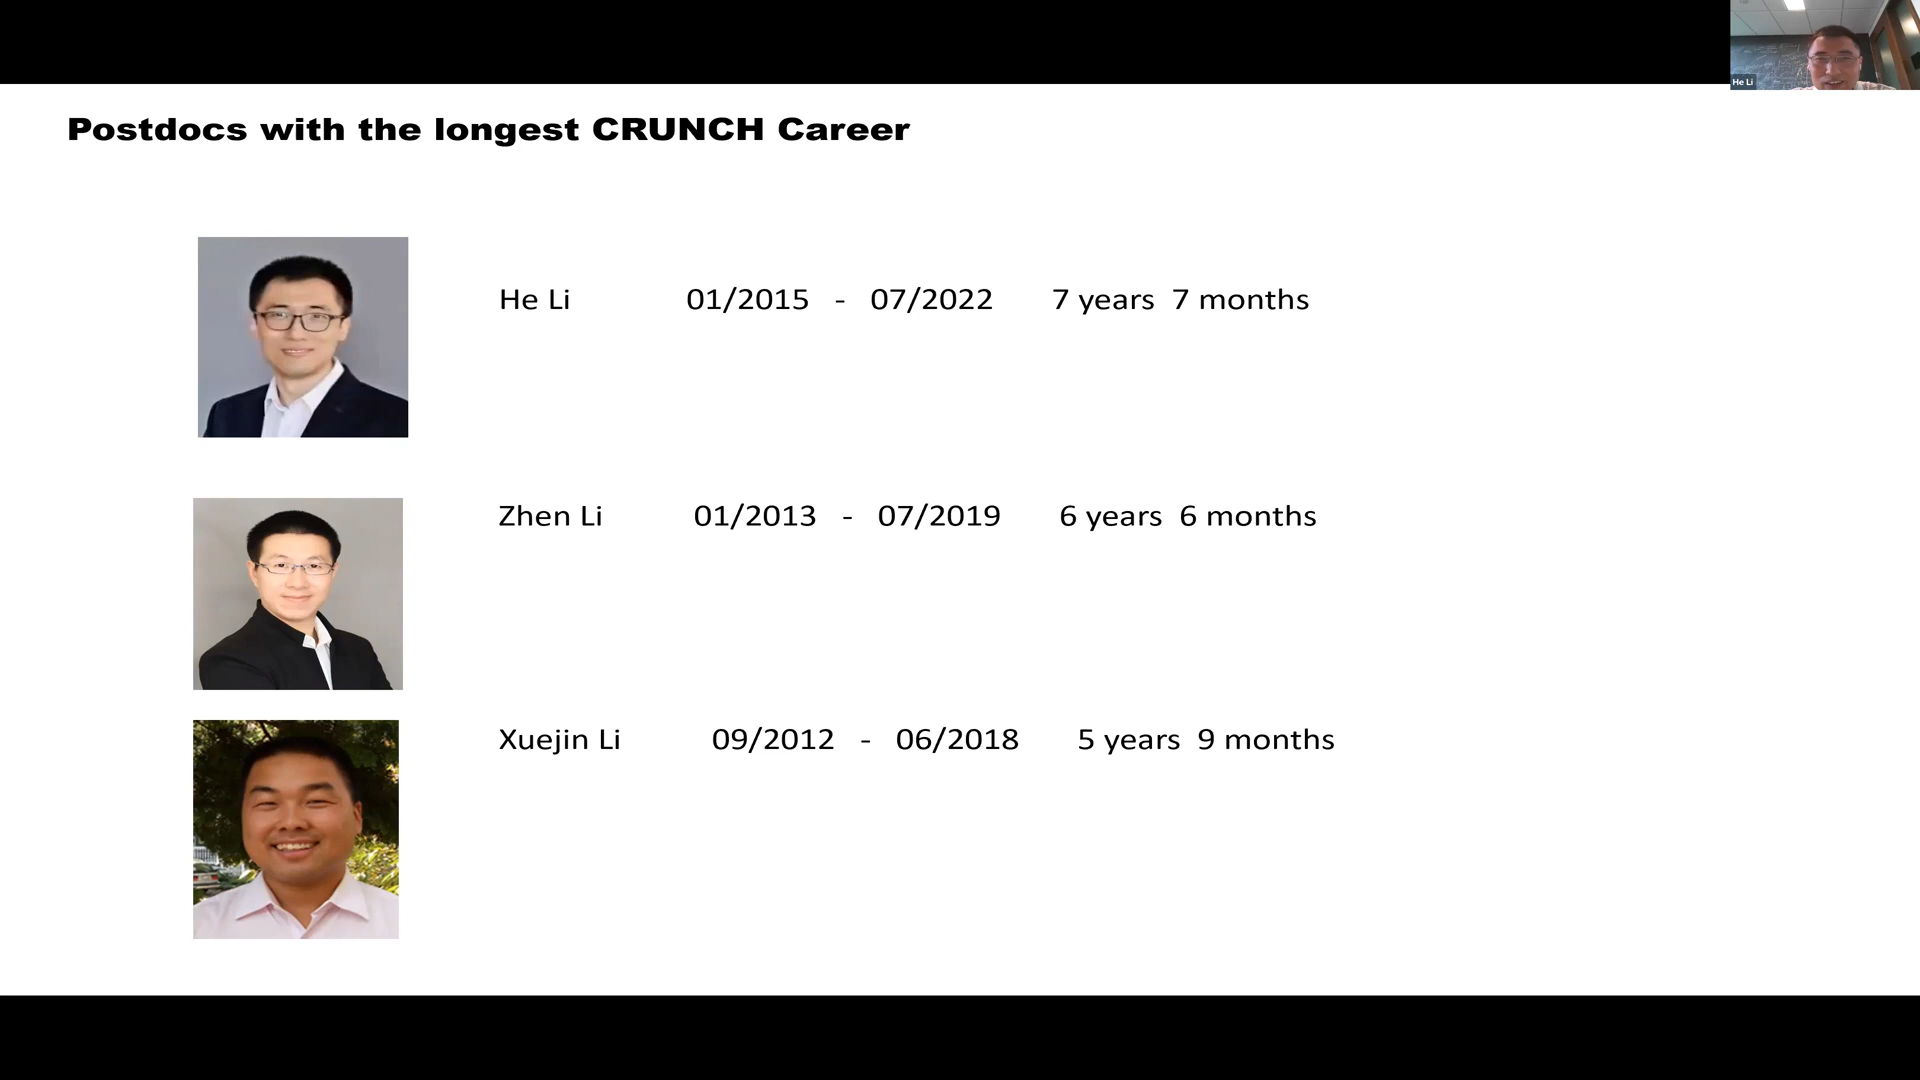 He Li
Postdocs with the longest CRUNCH Career
He Li 01/2015 - 07/2022 7 years 7 months
Zhen Li 01/2013 - 07/2019 6 years 6 months
Xuejin Li 09/2012 - 06/2018 5 years 9 months